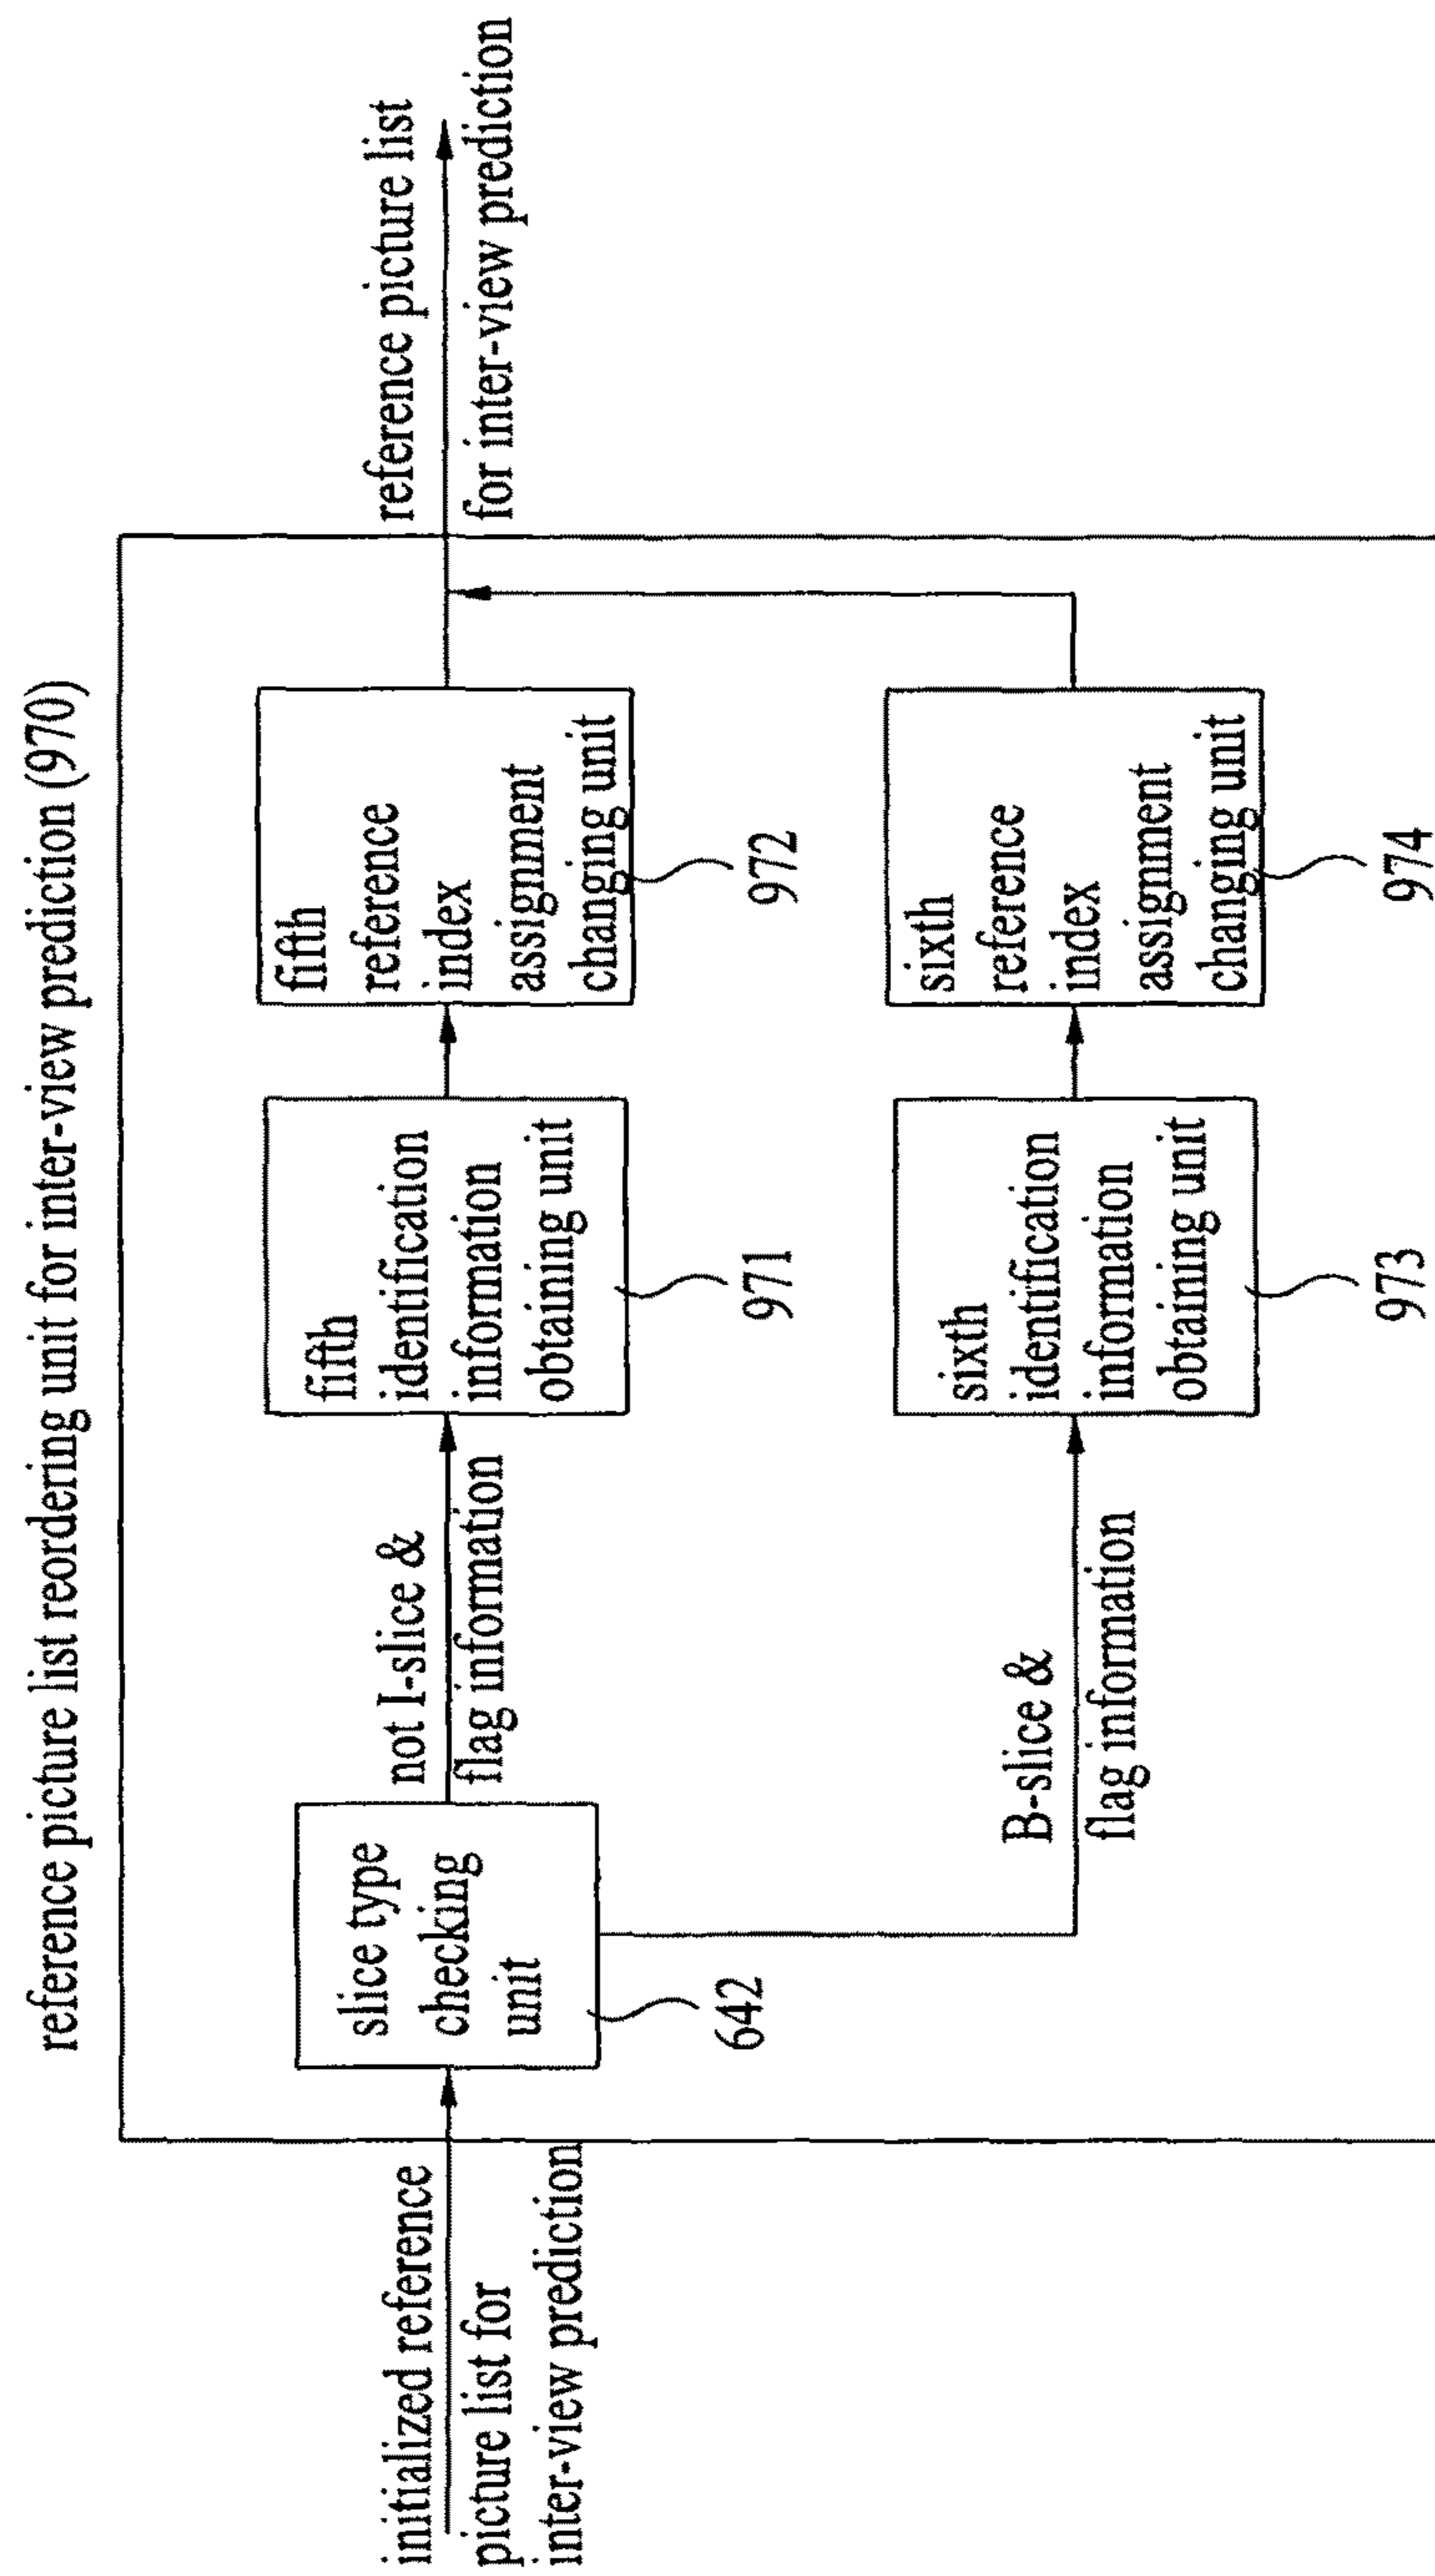 reference picture list reordering unit for inter-view prediction (970)
initialized reference
picture list for
inter-view prediction
slice type
checking
unit
642
not I-slice &
flag information
fifth
identification
information
obtaining unit
971
fifth
reference
index
assignment
changing unit
972
reference picture list
for inter-view prediction
B-slice &
flag information
sixth
identification
information
obtaining unit
973
sixth
reference
index
assignment
changing unit
974